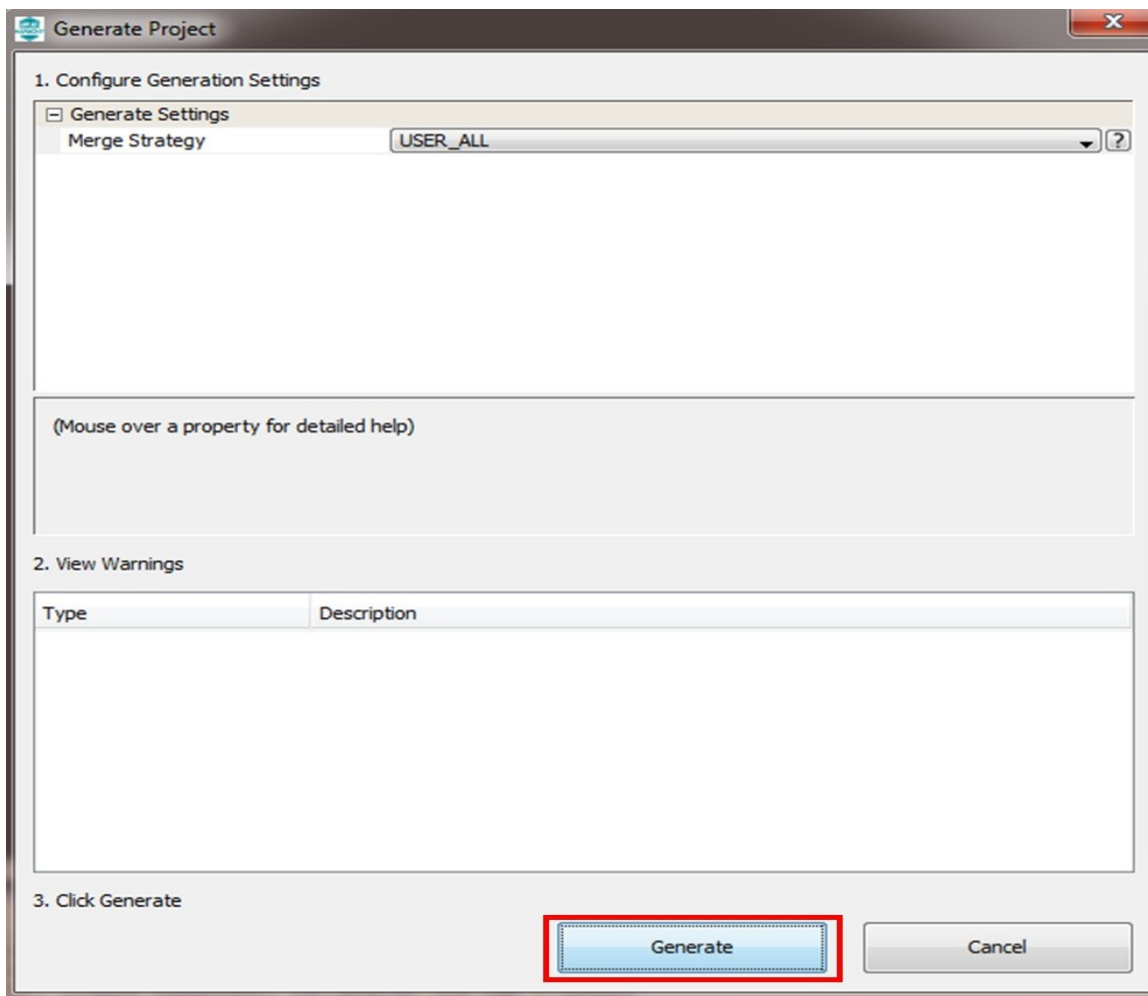 Generate Project
1. Configure Generation Settings
Generate Settings
Merge Strategy USER_ALL ?
(Mouse over a property for detailed help)
2. View Warnings
Type Description
3. Click Generate
Generate Cancel